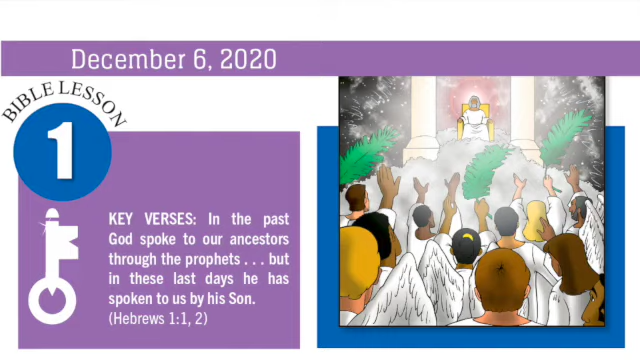 December 6, 2020
BIBLE LESSON
1
KEY VERSES: In the past
God spoke to our ancestors
through the prophets . . . but
in these last days he has
spoken to us by his Son.
(Hebrews 1:1, 2)